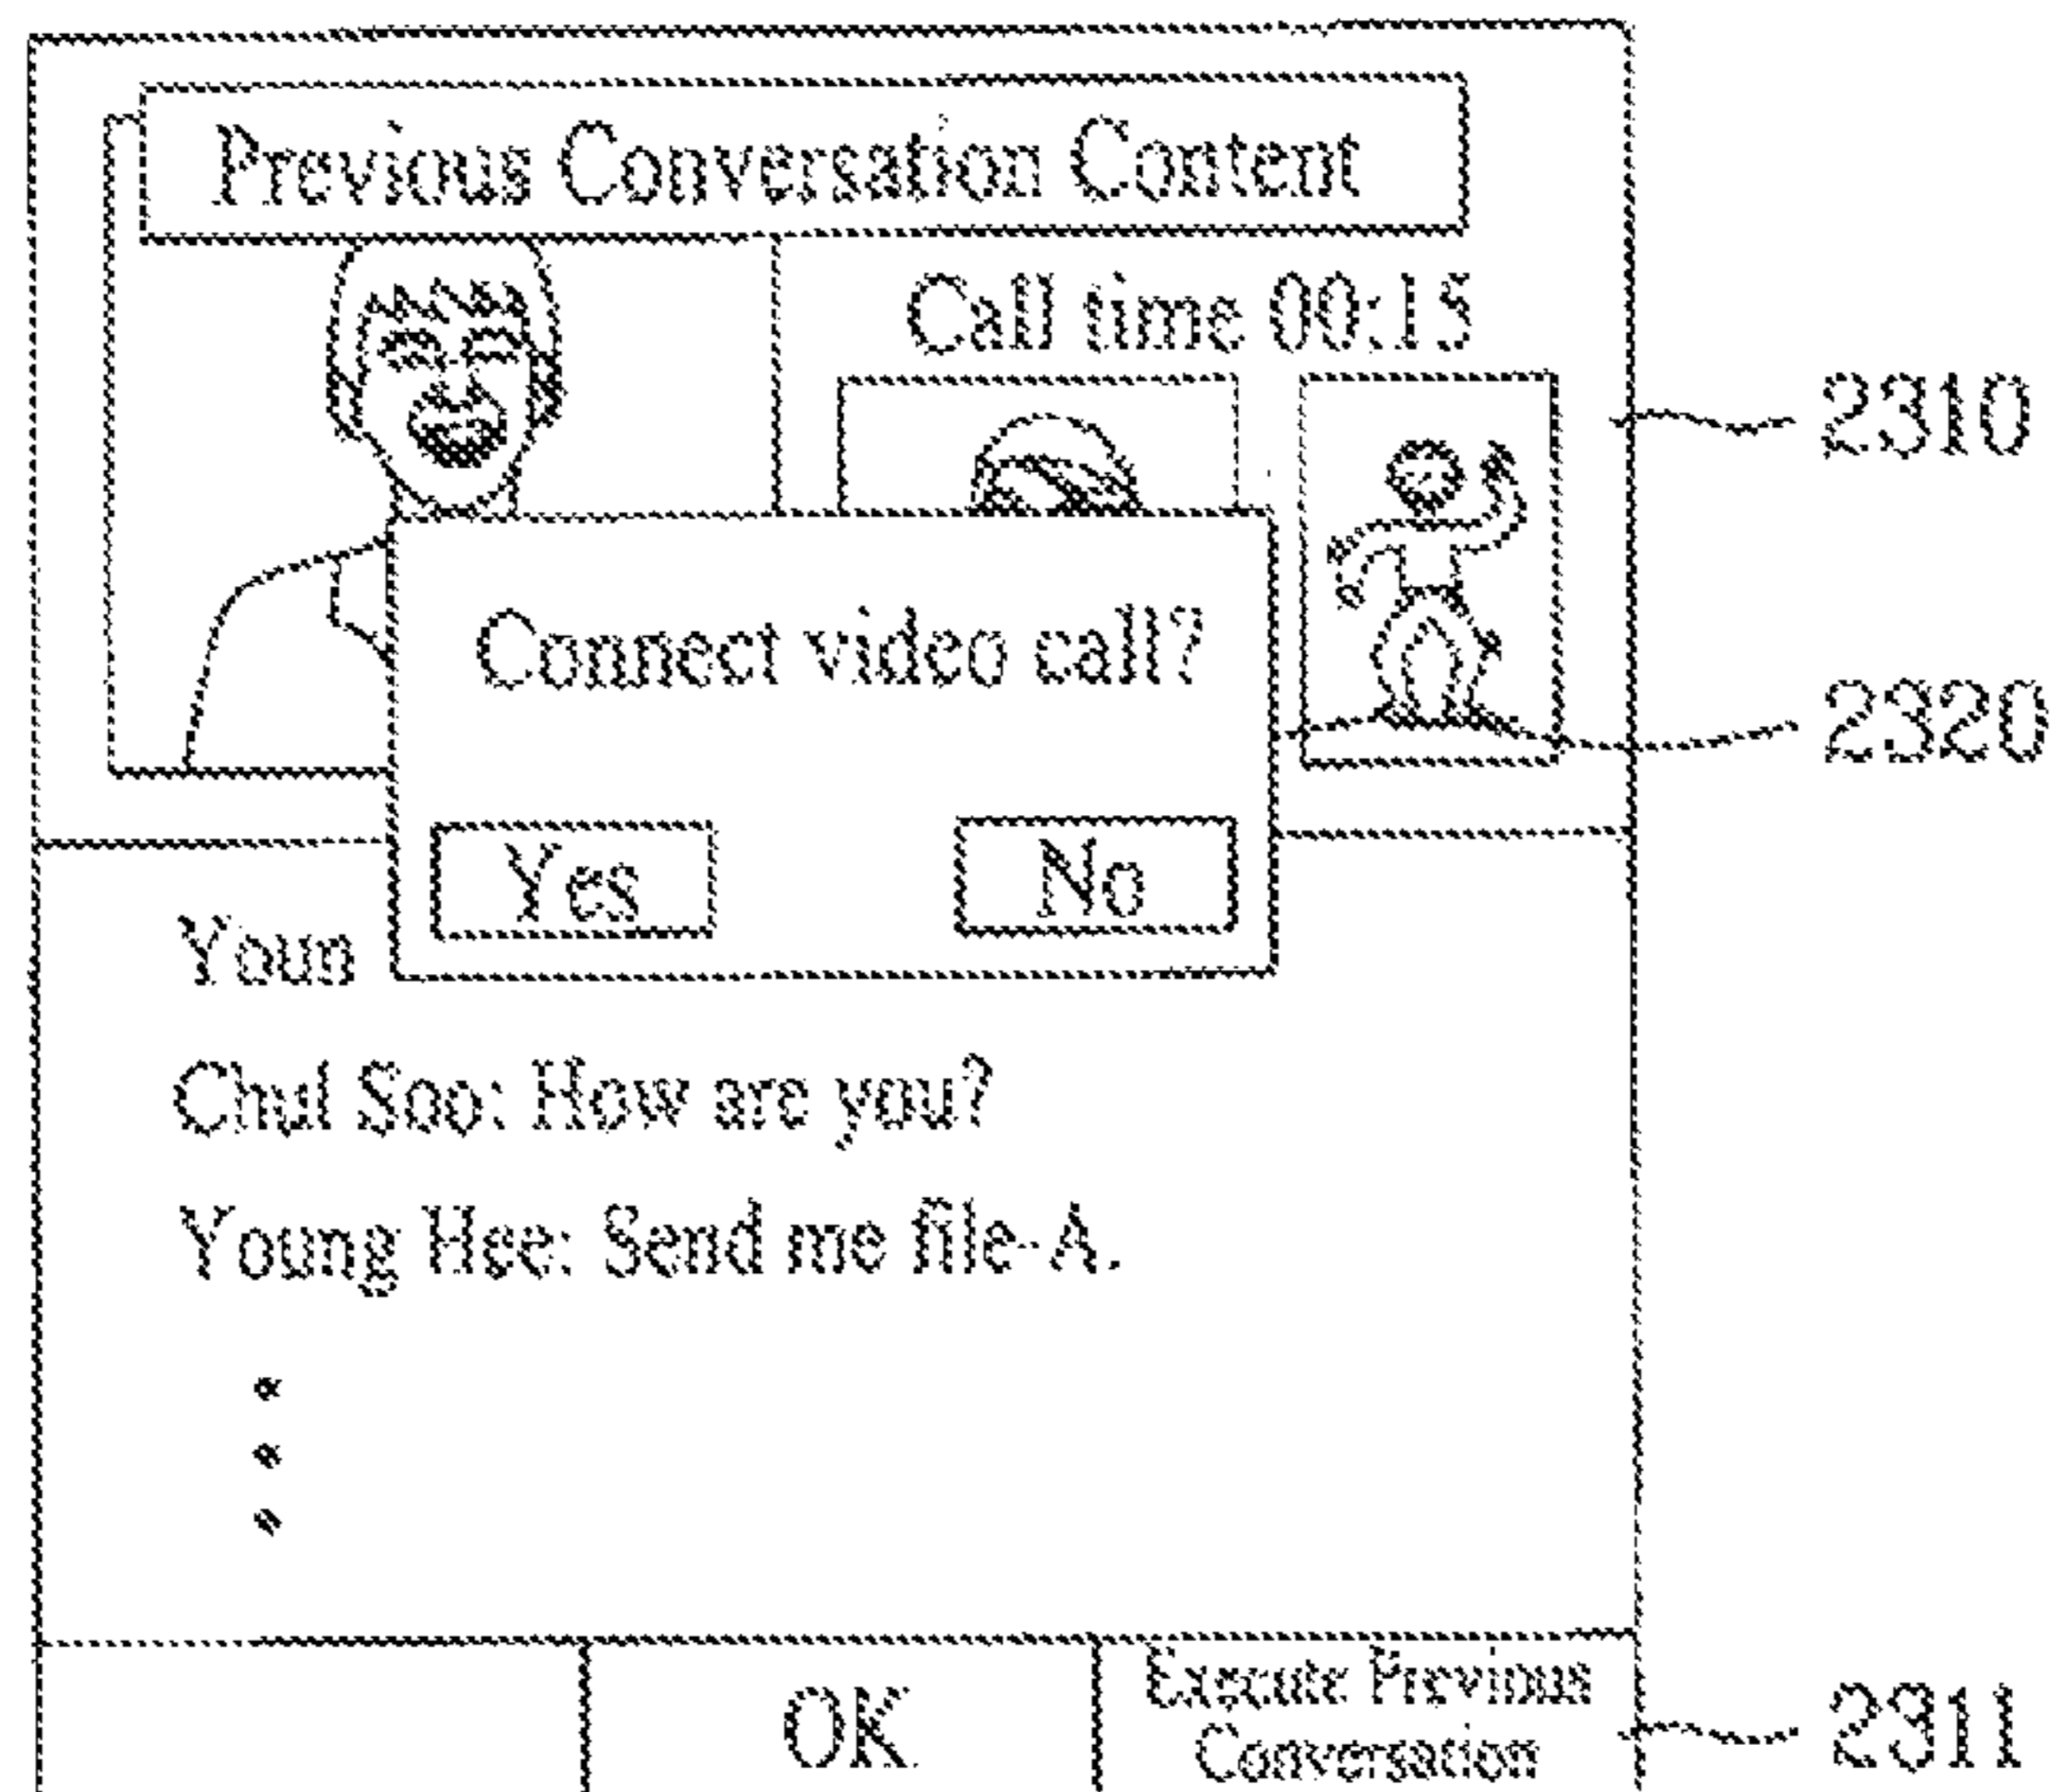 Previous Conversation Content
Call time 00:15
2310
Connect video call?
2320
Yes No
Youn
Chul Soo: How are you?
Young Hee: Send me file-A.
OK
Execute Previous
Conversation
2311